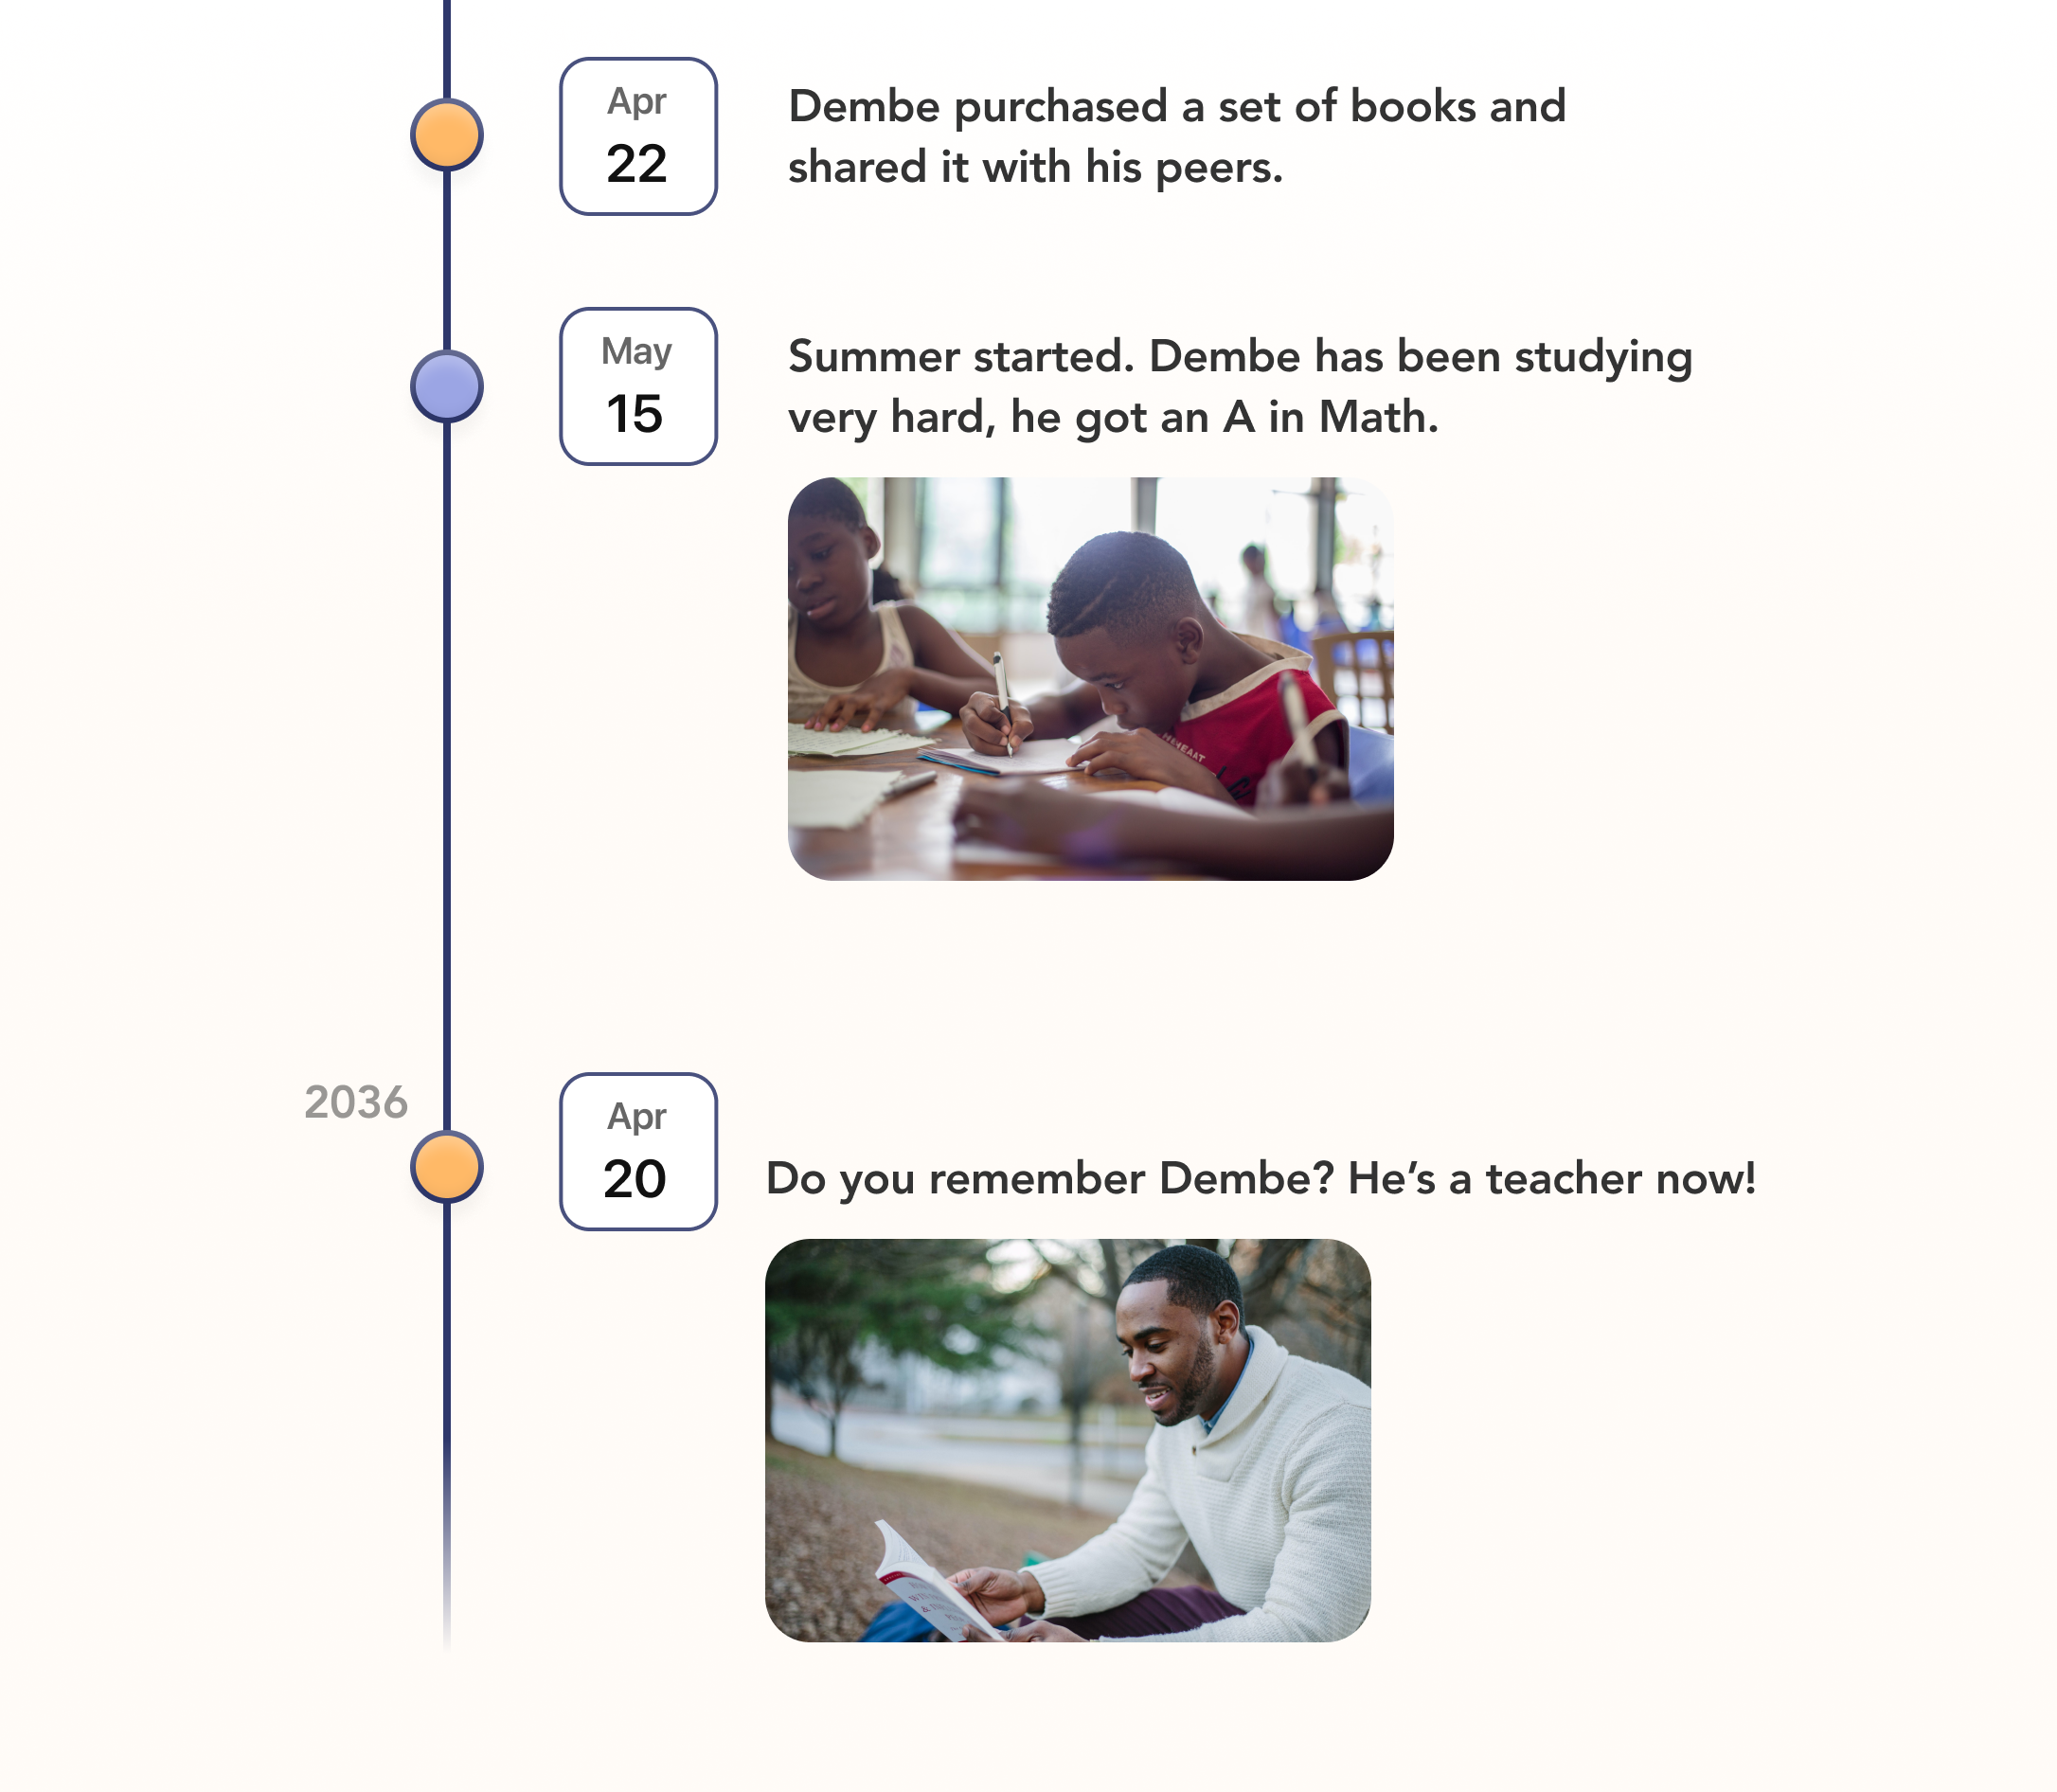 Apr
22
Dembe purchased a set of books and
shared it with his peers.
May
15
Summer started. Dembe has been studying
very hard, he got an A in Math.
2036
Apr
20
Do you remember Dembe? He’s a teacher now!